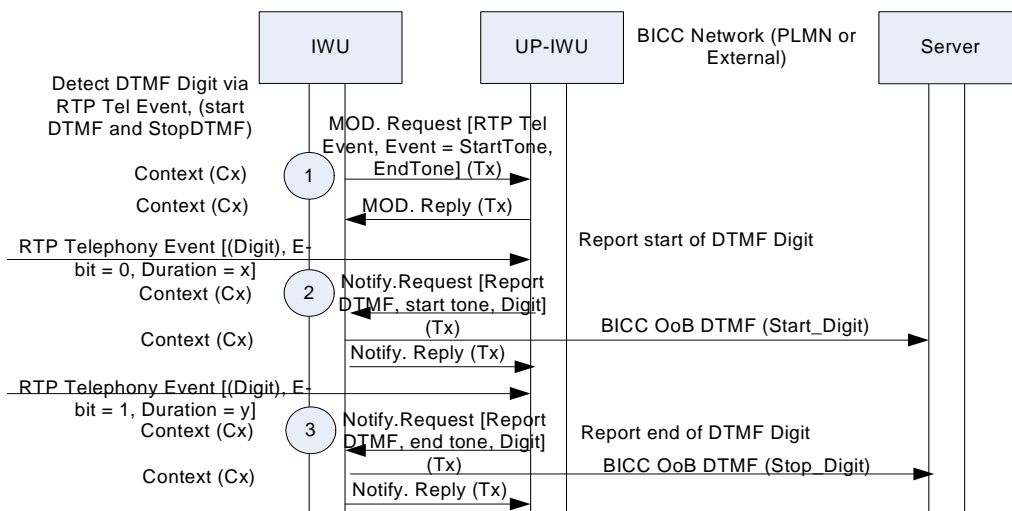 IWU
UP-IWU
BICC Network (PLMN or
External)
Server
Detect DTMF Digit via
RTP Tel Event, (start
DTMF and StopDTMF)
MOD. Request [RTP Tel
Event, Event = StartTone,
EndTone] (Tx)
Context (Cx)
1
Context (Cx)
MOD. Reply (Tx)
RTP Telephony Event [(Digit), E-
bit = 0, Duration = x]
Report start of DTMF Digit
Context (Cx)
2
Notify.Request [Report
DTMF, start tone, Digit]
(Tx)
BICC OoB DTMF (Start_Digit)
Context (Cx)
Notify. Reply (Tx)
RTP Telephony Event [(Digit), E-
bit = 1, Duration = y]
Context (Cx)
3
Notify.Request [Report
DTMF, end tone, Digit]
(Tx)
Report end of DTMF Digit
BICC OoB DTMF (Stop_Digit)
Context (Cx)
Notify. Reply (Tx)